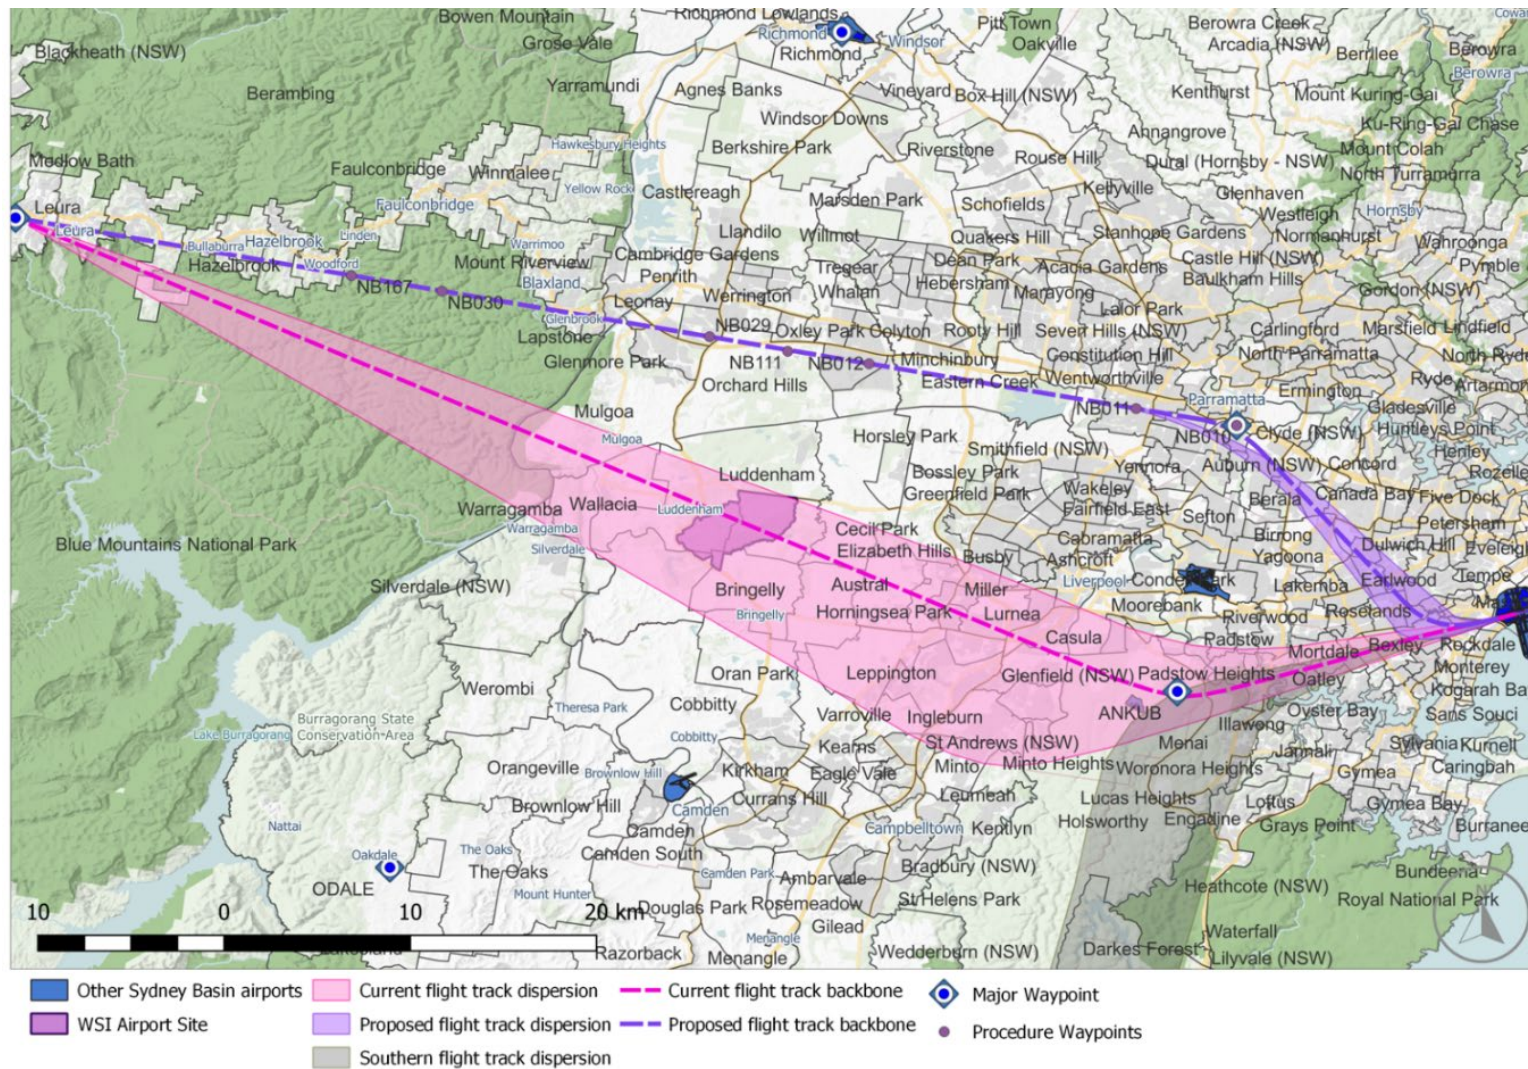 Bowen Mountain
Richmond Lowlands
Pitt Town
Berowra Creek
Blackheath (NSW)
Grose Vale
Richmond
Windsor
Oakville
Arcadia (NSW)
Berrilee
Berowra
Richmond
Berowra
Berambing
Yarramundi
Agnes Banks
Vineyard
Box Hill (NSW)
Kenthurst
Mount Kuring-Gai
Windsor Downs
Annangrove
Ku-Ring-Gai Chase
Hawkesbury Heights
Berkshire Park
Riverstone
Rouse Hill
Dural (Hornsby - NSW)
Mount Colah
Medlow Bath
Faulconbridge
Winmalee
North Turramurra
Yellow Rock
Castlereagh
Marsden Park
Schofields
Kellyville
Glenhaven
Leura
Faulconbridge
Westleigh
Hornsby
Leura
Bullaburra
Hazelbrook
Linden
Warrimoo
Llandilo
Willmot
Quakers Hill
Stanhope Gardens
Normanhurst
Wahroonga
Hazelbrook
Woodford
Mount Riverview
Cambridge Gardens
Dean Park
Acacia Gardens
Castle Hill (NSW)
Pymble
NB167
Blaxland
Penrith
Tregear
Hebersham
Marayong
Baulkham Hills
Gordon (NSW)
NB030
Leonay
Werrington
Whalan
Lalor Park
Glenbrook
NB029
Oxley Park
Colyton
Rooty Hill
Seven Hills (NSW)
Carlingford
Marsfield
Lindfield
Lapstone
Glenmore Park
NB111
NB012
Minchinbury
Constitution Hill
North Parramatta
North Ryde
Orchard Hills
Eastern Creek
Wentworthville
Ermington
Ryde
Artarmon
Mulgoa
NB011
Parramatta
Gladesville
Mulgoa
Horsley Park
Smithfield (NSW)
NB010
Clyde (NSW)
Huntleys Point
Henley
Luddenham
Bossley Park
Yennora
Auburn (NSW)
Concord
Rozelle
Warragamba
Wallacia
Greenfield Park
Wakeley
Berala
Canada Bay
Five Dock
Luddenham
Fairfield East
Sefton
Petersham
Warragamba
Cecil Park
Cabramatta
Birrong
Dulwich Hill
Eveleigh
Blue Mountains National Park
Silverdale
Elizabeth Hills
Busby
Ashcroft
Yagoona
Silverdale (NSW)
Bringelly
Austral
Miller
Liverpool
Condell Park
Lakemba
Earlwood
Tempe
Bringelly
Horningsea Park
Lurnea
Moorebank
Riverwood
Roselands
Casula
Padstow
Mortdale
Bexley
Rockdale
Oran Park
Leppington
Glenfield (NSW)
Padstow Heights
Oatley
Monterey
Werombi
Theresa Park
Cobbitty
Varroville
Ingleburn
ANKUB
Illawong
Oyster Bay
Kogarah Ba
Sans Souci
Burragorang State
Conservation Area
Lake Burragorang
Cobbitty
Kearns
St Andrews (NSW)
Menai
Jannali
Sylvania
Kurnell
Orangeville
Brownlow Hill
Kirkham
Eagle Vale
Minto
Minto Heights
Woronora Heights
Gymea
Caringbah
Brownlow Hill
Currans Hill
Leumeah
Lucas Heights
Loftus
Gymea Bay
Nattai
Camden
Camden
Campbelltown
Kentlyn
Holsworthy
Engadine
Grays Point
Burranee
Oakdale
The Oaks
Camden South
Bradbury (NSW)
ODALE
The Oaks
Camden Park
Ambarvale
Heathcote (NSW)
Bundeena
Mount Hunter
St Helens Park
Royal National Park
10 0 10 20 km
Douglas Park
Rosemeadow
Gilead
Waterfall
Menangle
Razorback
Menangle
Wedderburn (NSW)
Darkes Forest
Lilyvale (NSW)
Other Sydney Basin airports
Current flight track dispersion
Current flight track backbone
Major Waypoint
WSI Airport Site
Proposed flight track dispersion
Proposed flight track backbone
Procedure Waypoints
Southern flight track dispersion